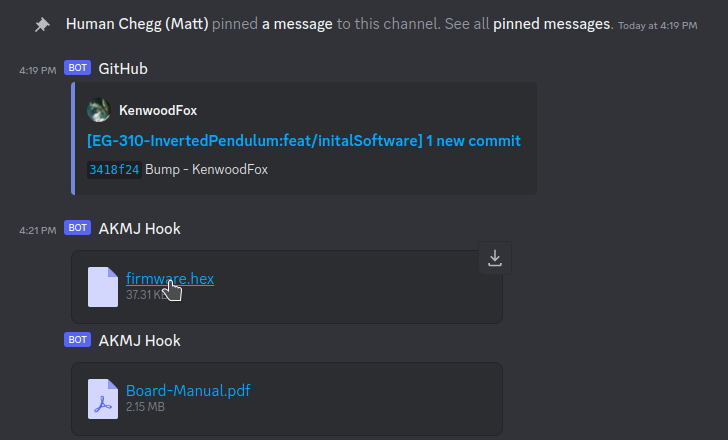 Human Chegg (Matt) pinned a message to this channel. See all pinned messages. Today at 4:19 PM
4:19 PM BOT GitHub
KenwoodFox
[EG-310-InvertedPendulum:feat/initalSoftware] 1 new commit
3418f24 Bump - KenwoodFox
4:21 PM BOT AKMJ Hook
firmware.hex
37.31 KB
BOT AKMJ Hook
Board-Manual.pdf
2.15 MB